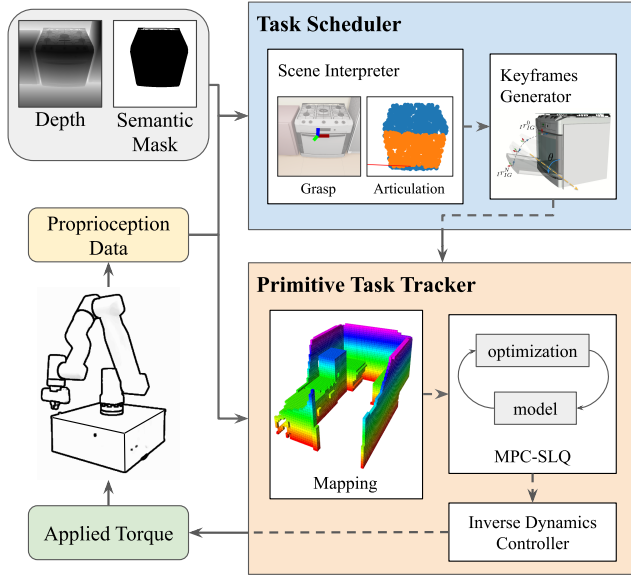 Task Scheduler
Depth
Semantic
Mask
Scene Interpreter
Grasp
Articulation
Keyframes
Generator
θ
Proprioception
Data
Primitive Task Tracker
Mapping
optimization
model
MPC-SLQ
Inverse Dynamics
Controller
Applied Torque